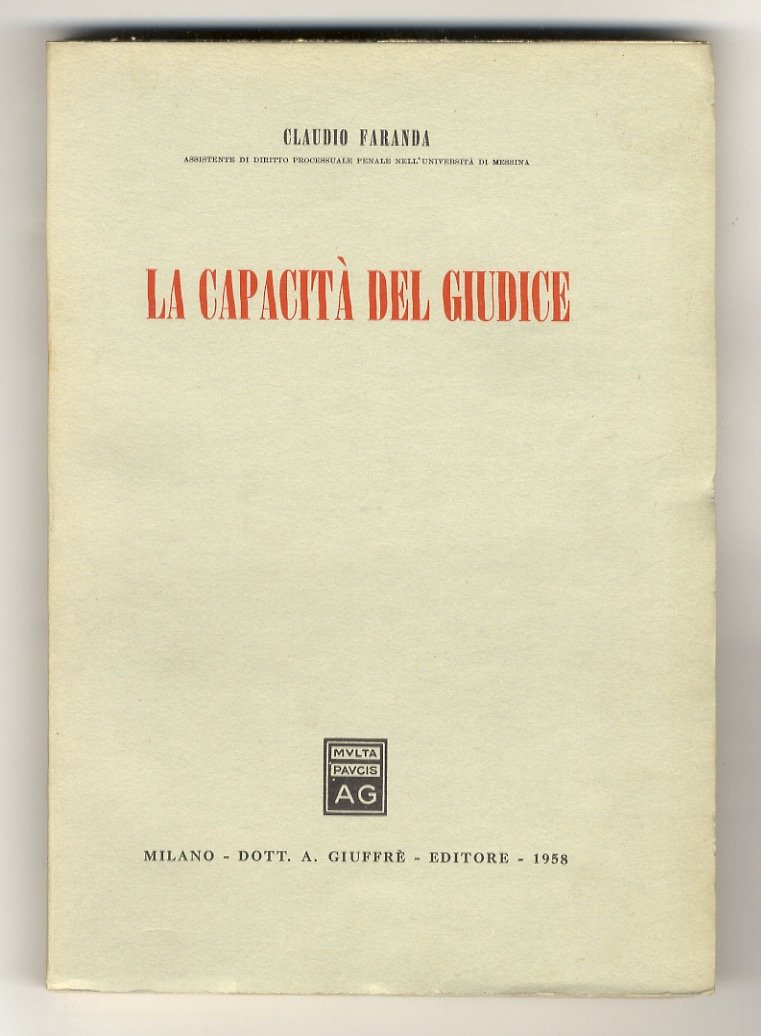 CLAUDIO FARANDA
ASSISTENTE DI DIRITTO PROCESSUALE PENALE NELL'UNIVERSITÀ DI MESSINA
LA CAPACITÀ DEL GIUDICE
MVLTA
PAVCIS
AG
MILANO - DOTT. A. GIUFFRÈ - EDITORE - 1958